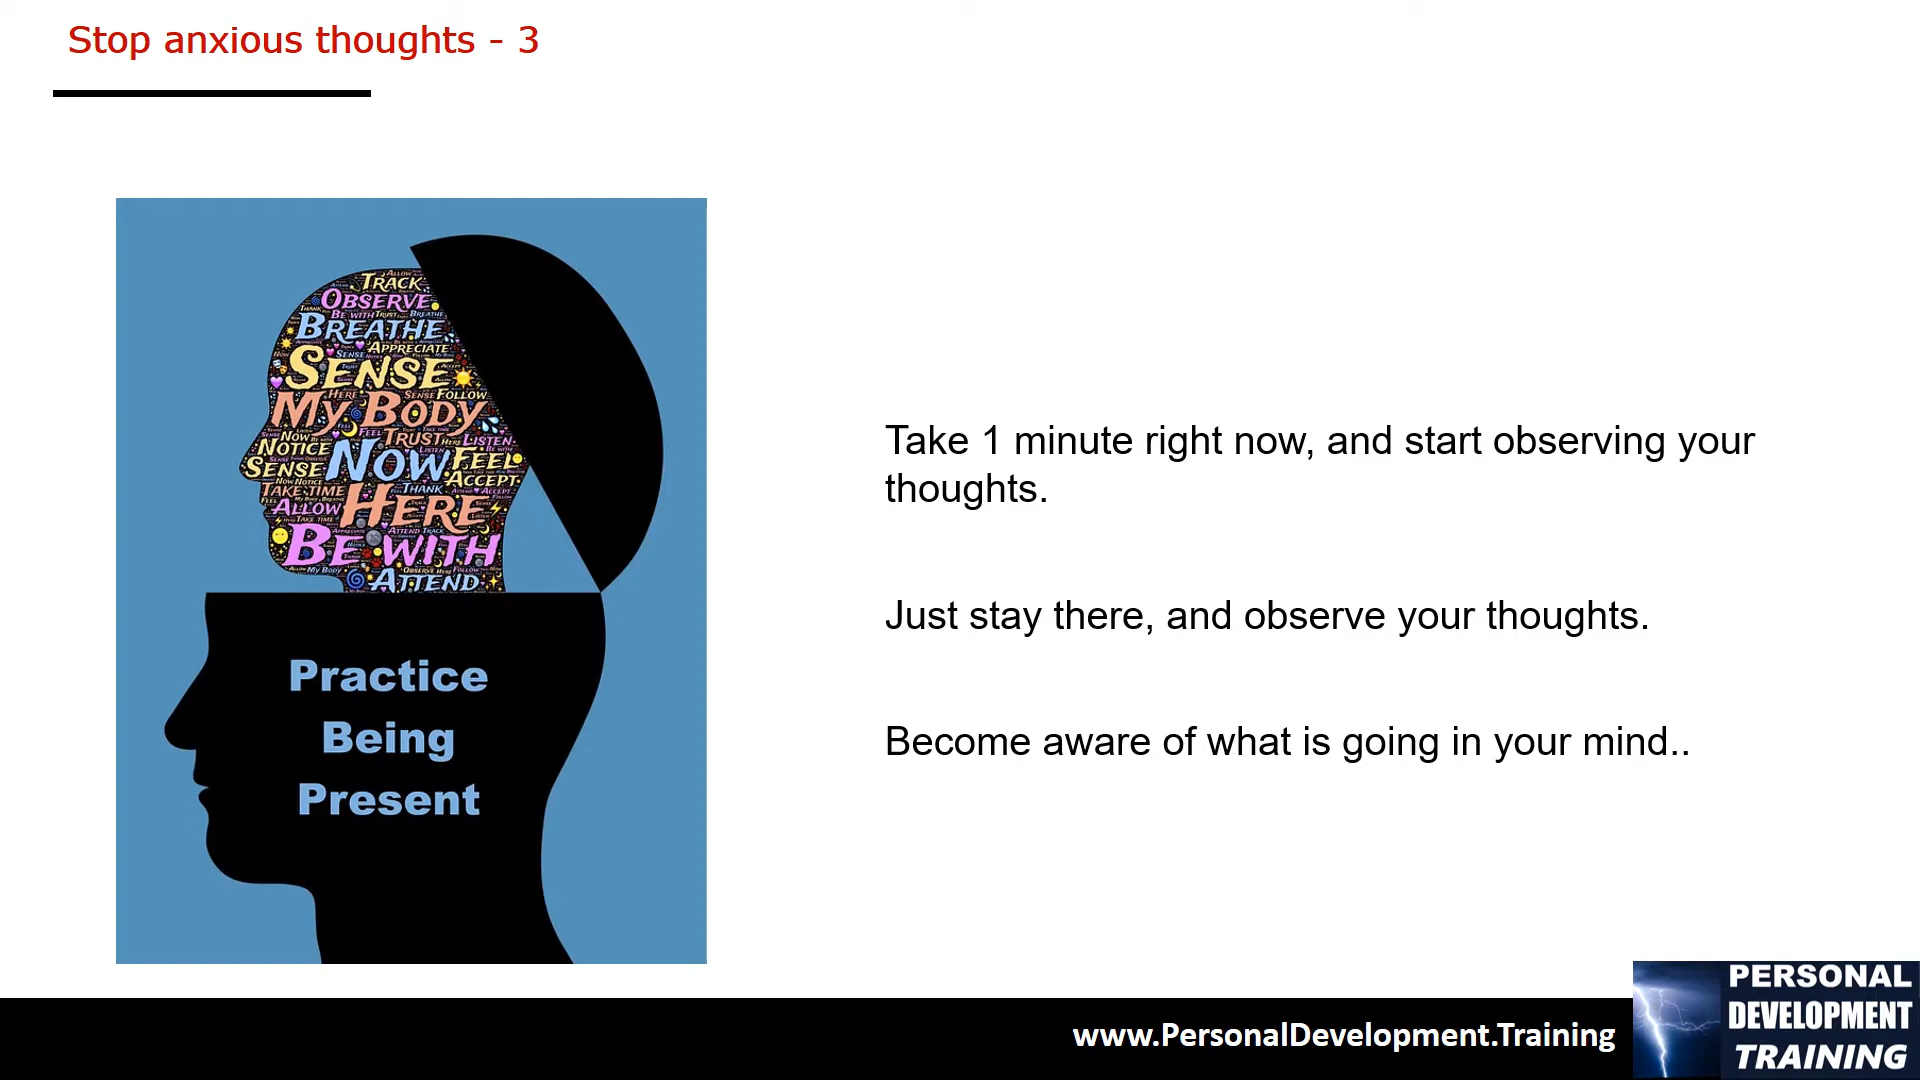 Stop anxious thoughts - 3
TRACK
OBSERVE
BREATHE
APPRECIATE
SENSE
HERE SENSE FOLLOW
MY BODY
NOW TRUST LISTEN
NOTICE NOW FEEL
SENSE ACCEPT
TAKE TIME THANK
ALLOW HERE
BE WITH
ATTEND
Practice
Being
Present
Take 1 minute right now, and start observing your
thoughts.
Just stay there, and observe your thoughts.
Become aware of what is going in your mind..
www.PersonalDevelopment.Training
PERSONAL
DEVELOPMENT
TRAINING